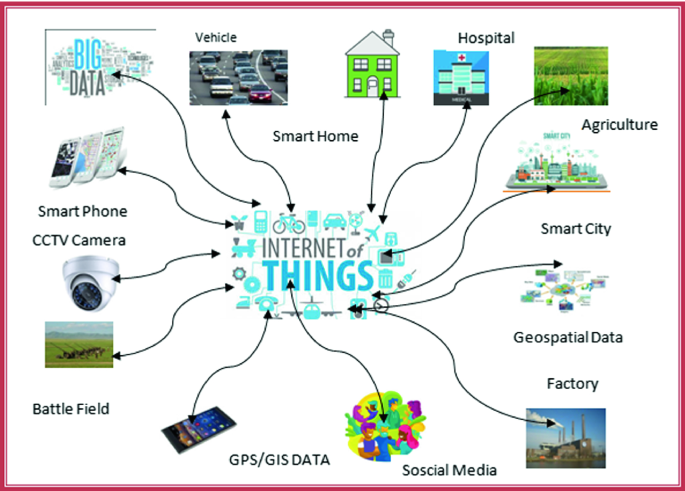 BIG
DATA
ANALYTICS
Vehicle
Hospital
MEDICAL
Smart Home
Agriculture
SMART CITY
Smart Phone
CCTV Camera
Smart City
INTERNET of
THINGS
Geospatial Data
Factory
Battle Field
GPS/GIS DATA
Soscial Media